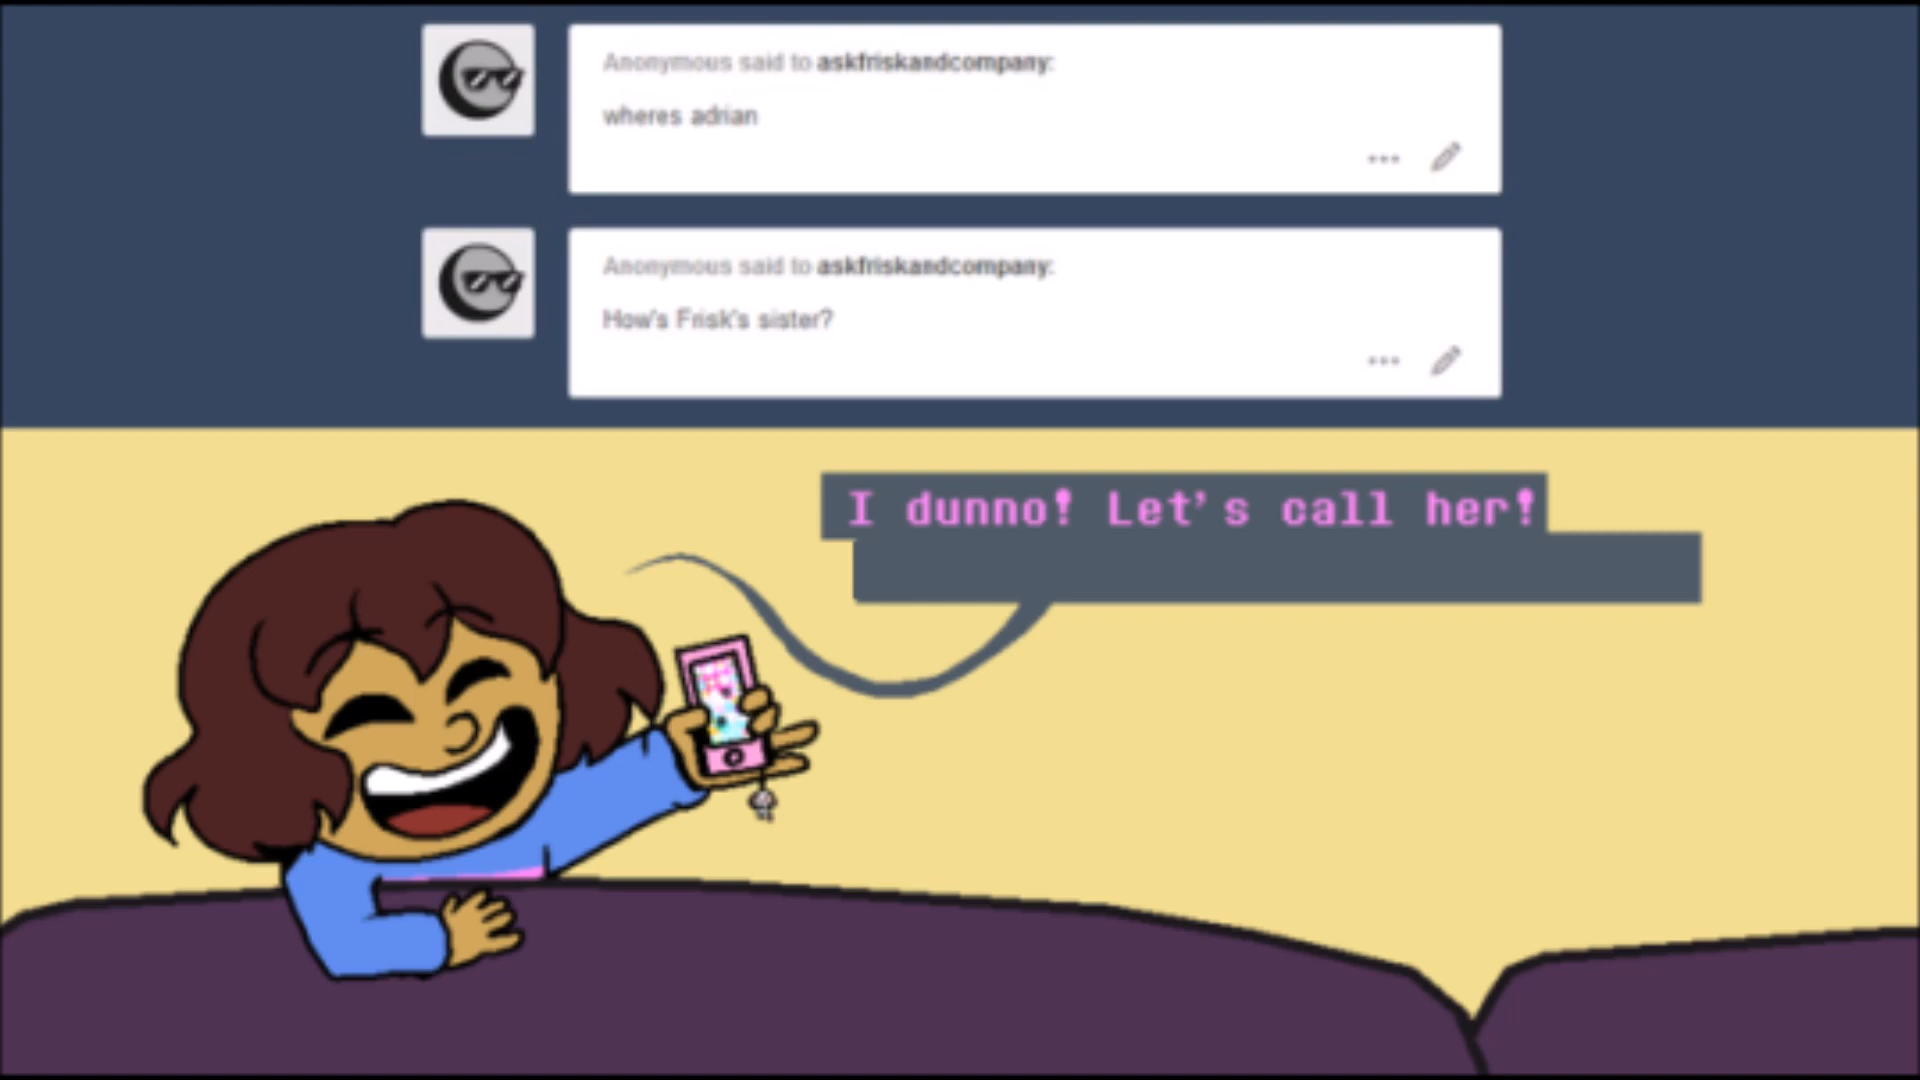 Anonymous said to askfriskandcompany:
wheres adrian
Anonymous said to askfriskandcompany:
How's Frisk's sister?
I dunno! Let's call her!